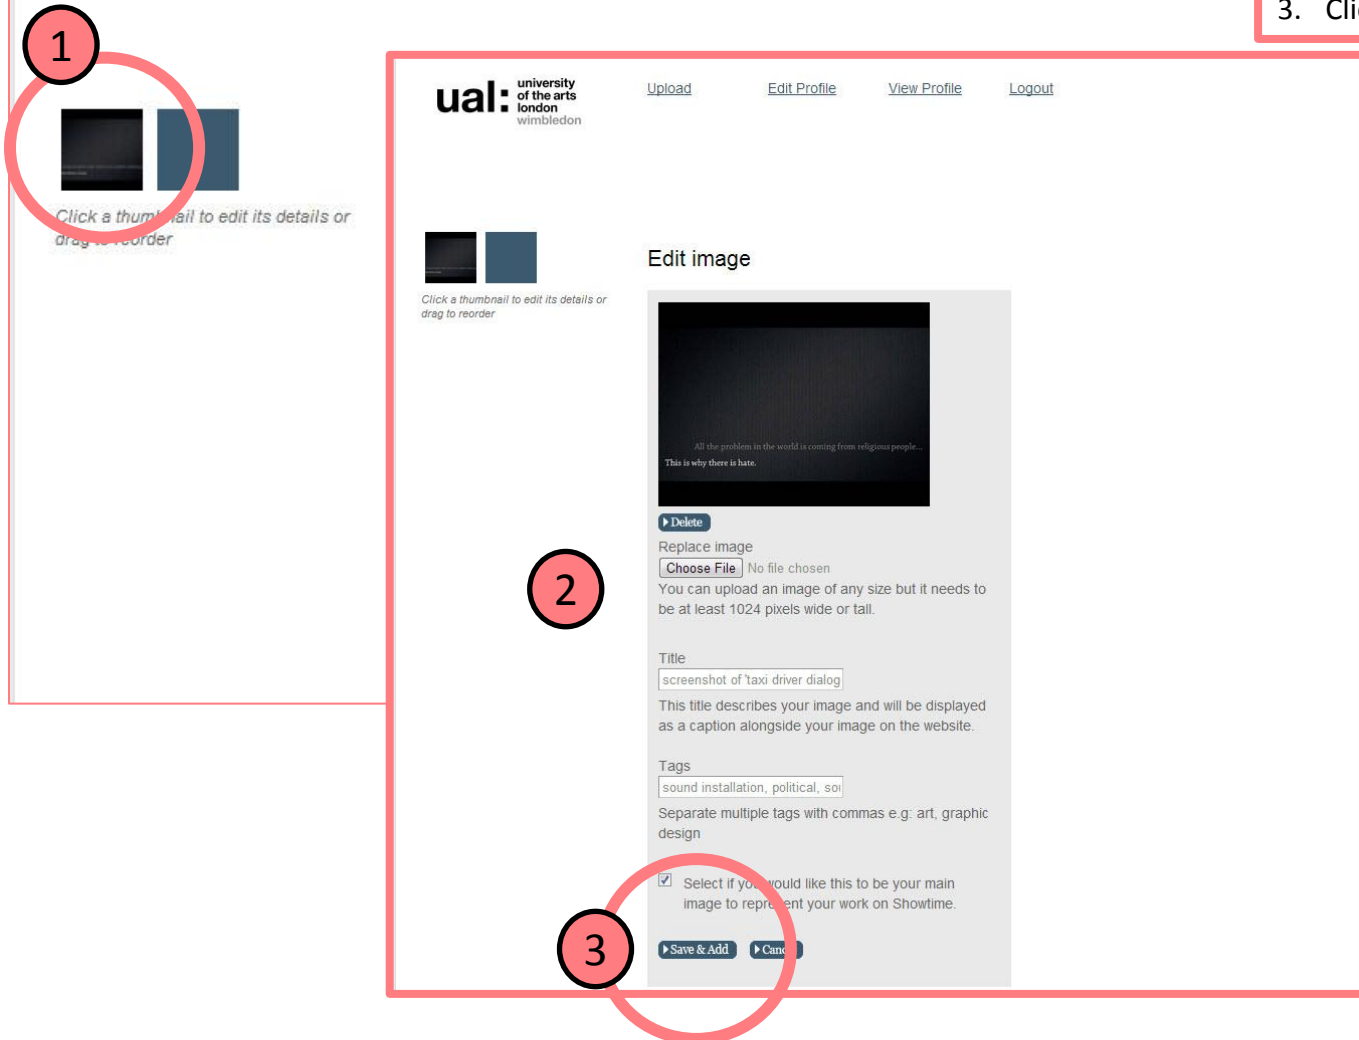 3. Cli
1
Click a thumbnail to edit its details or
drag to reorder
ual:
university
of the arts
london
wimbledon
Upload
Edit Profile
View Profile
Logout
Click a thumbnail to edit its details or
drag to reorder
Edit image
All the problem in the world is coming from religious people...
This is why there is hate.
Delete
Replace image
Choose File No file chosen
You can upload an image of any size but it needs to
be at least 1024 pixels wide or tall.
2
Title
screenshot of 'taxi driver dialog
This title describes your image and will be displayed
as a caption alongside your image on the website.
Tags
sound installation, political, sou
Separate multiple tags with commas e.g: art, graphic
design
Select if you would like this to be your main
image to represent your work on Showtime.
3
Save & Add
Cancel